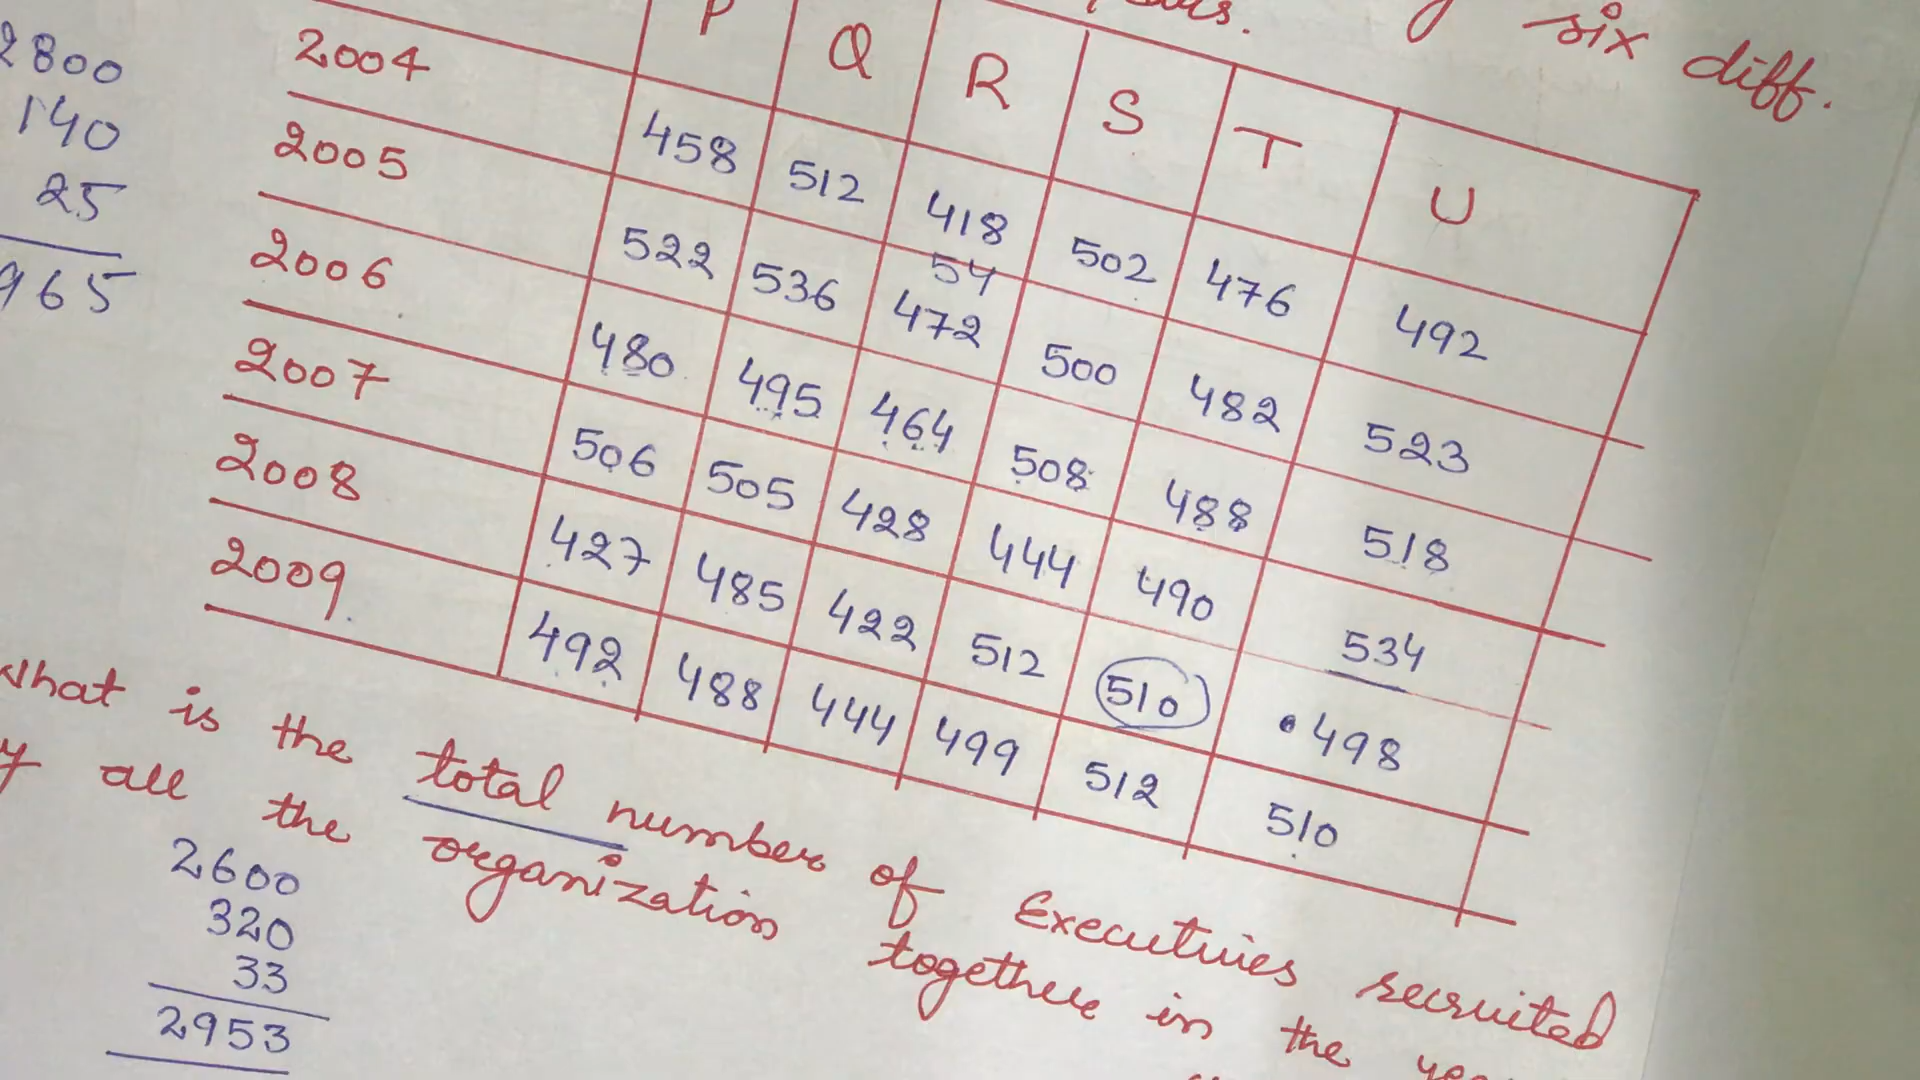 six diff.
P Q R S T U
2004 458 512 418 502 476 492
54
2005 522 536 472 500 482 523
2006 480 495 464 508 488 518
2007 506 505 428 444 490 534
2008 427 485 422 512 510 498
2009 492 488 444 499 512 510
2800
140
25
965
what is the total number of Executives recruited
y all the organization together in the
2600
320
33
2953